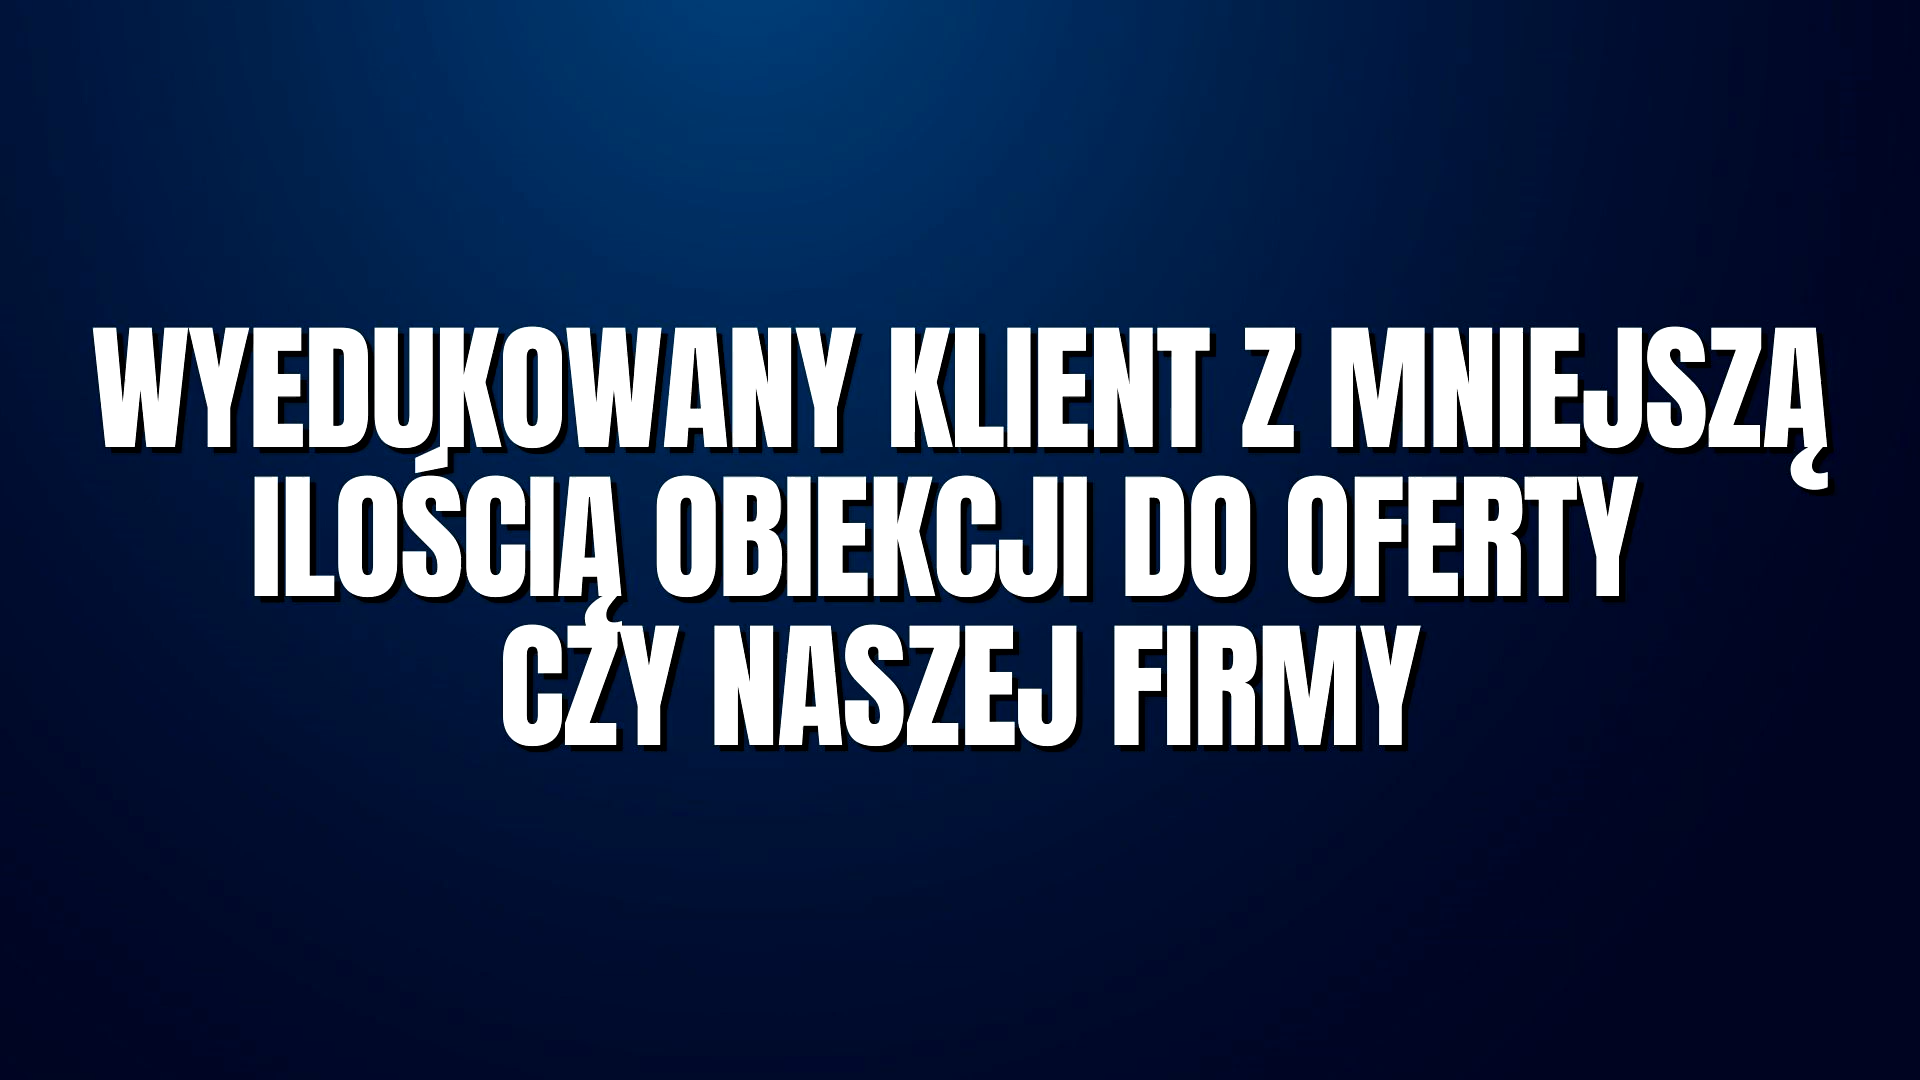 WYEDUKOWANY KLIENT Z MNIEJSZĄ
ILOŚCIĄ OBIEKCJI DO OFERTY
CZY NASZEJ FIRMY